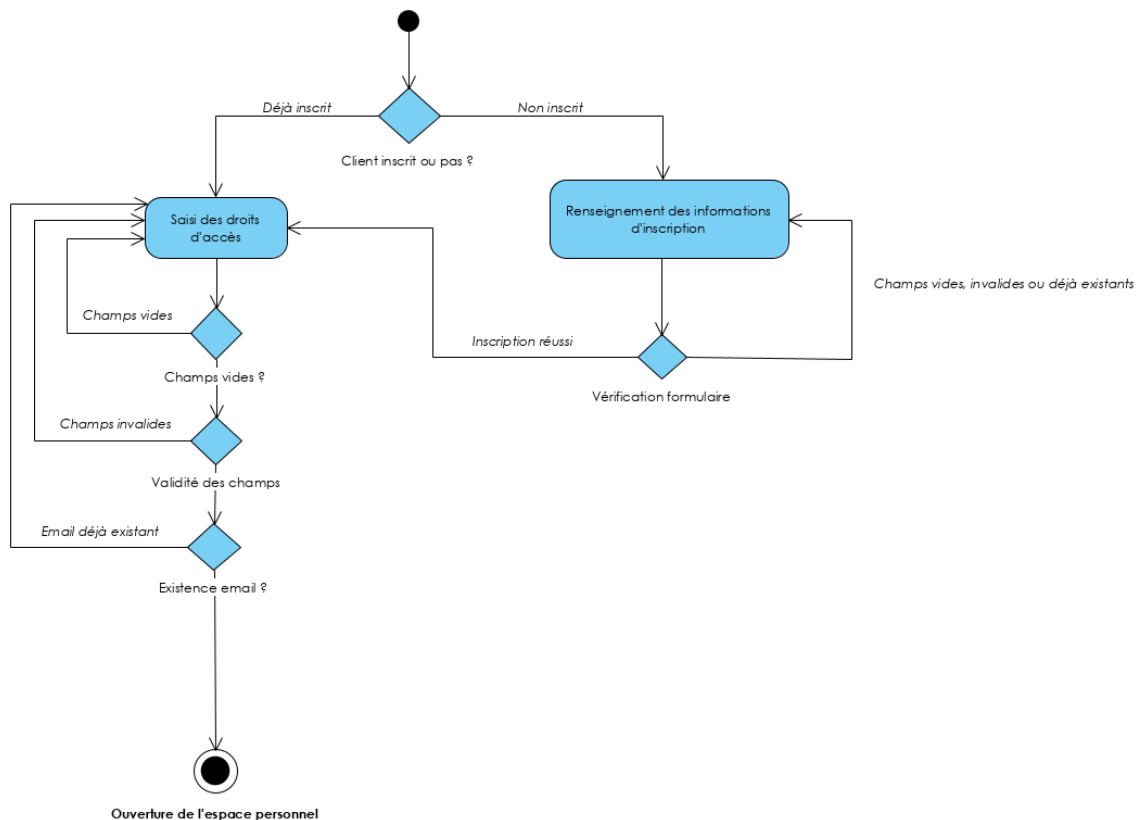 Déjà inscrit
Non inscrit
Client inscrit ou pas ?
Saisi des droits
d'accès
Renseignement des informations
d'inscription
Champs vides, invalides ou déjà existants
Champs vides
Inscription réussi
Champs vides ?
Vérification formulaire
Champs invalides
Validité des champs
Email déjà existant
Existence email ?
Ouverture de l'espace personnel